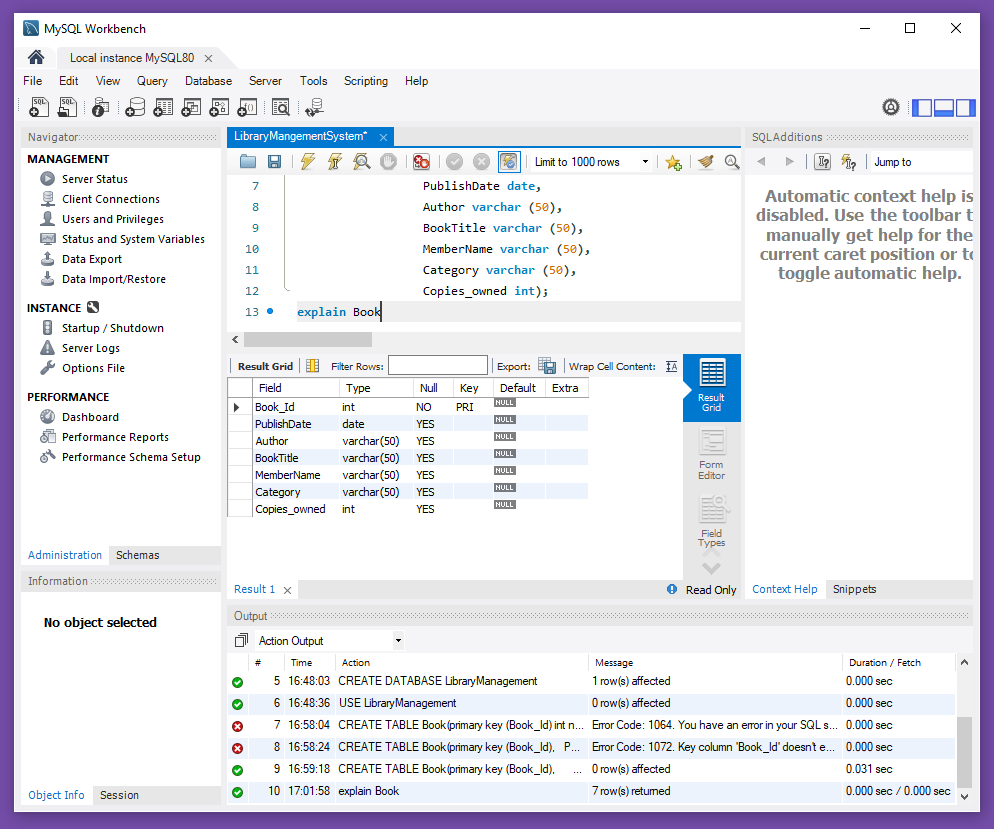 MySQL Workbench
Local instance MySQL80
File Edit View Query Database Server Tools Scripting Help
Navigator
MANAGEMENT
Server Status
Client Connections
Users and Privileges
Status and System Variables
Data Export
Data Import/Restore
INSTANCE
Startup / Shutdown
Server Logs
Options File
PERFORMANCE
Dashboard
Performance Reports
Performance Schema Setup
Administration Schemas
Information
No object selected
Object Info Session
LibraryMangementSystem*
Limit to 1000 rows
7 PublishDate date,
8 Author varchar (50),
9 BookTitle varchar (50),
10 MemberName varchar (50),
11 Category varchar (50),
12 Copies_owned int);
13 explain Book
Result Grid Filter Rows: Export: Wrap Cell Content:
Field Type Null Key Default Extra
Book_Id int NO PRI NULL
PublishDate date YES NULL
Author varchar(50) YES NULL
BookTitle varchar(50) YES NULL
MemberName varchar(50) YES NULL
Category varchar(50) YES NULL
Copies_owned int YES NULL
Result
Grid
Form
Editor
Field
Types
Result 1
Read Only
SQLAdditions
Jump to
Automatic context help is
disabled. Use the toolbar t
manually get help for the
current caret position or to
toggle automatic help.
Context Help Snippets
Output
Action Output
# Time Action Message Duration / Fetch
5 16:48:03 CREATE DATABASE LibraryManagement 1 row(s) affected 0.000 sec
6 16:48:36 USE LibraryManagement 0 row(s) affected 0.000 sec
7 16:58:04 CREATE TABLE Book(primary key (Book_Id) int n... Error Code: 1064. You have an error in your SQL s... 0.000 sec
8 16:58:24 CREATE TABLE Book(primary key (Book_Id), P... Error Code: 1072. Key column 'Book_Id' doesn't e... 0.000 sec
9 16:59:18 CREATE TABLE Book(primary key (Book_Id), ... 0 row(s) affected 0.031 sec
10 17:01:58 explain Book 7 row(s) returned 0.000 sec / 0.000 sec